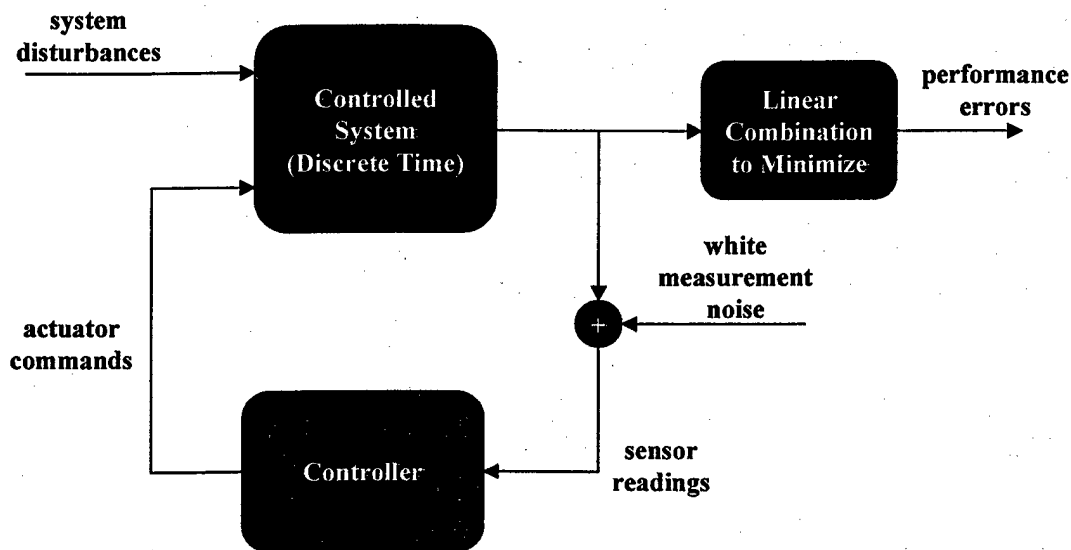 system
disturbances
Controlled
System
(Discrete Time)
Linear
Combination
to Minimize
performance
errors
white
measurement
noise
+
actuator
commands
Controller
sensor
readings